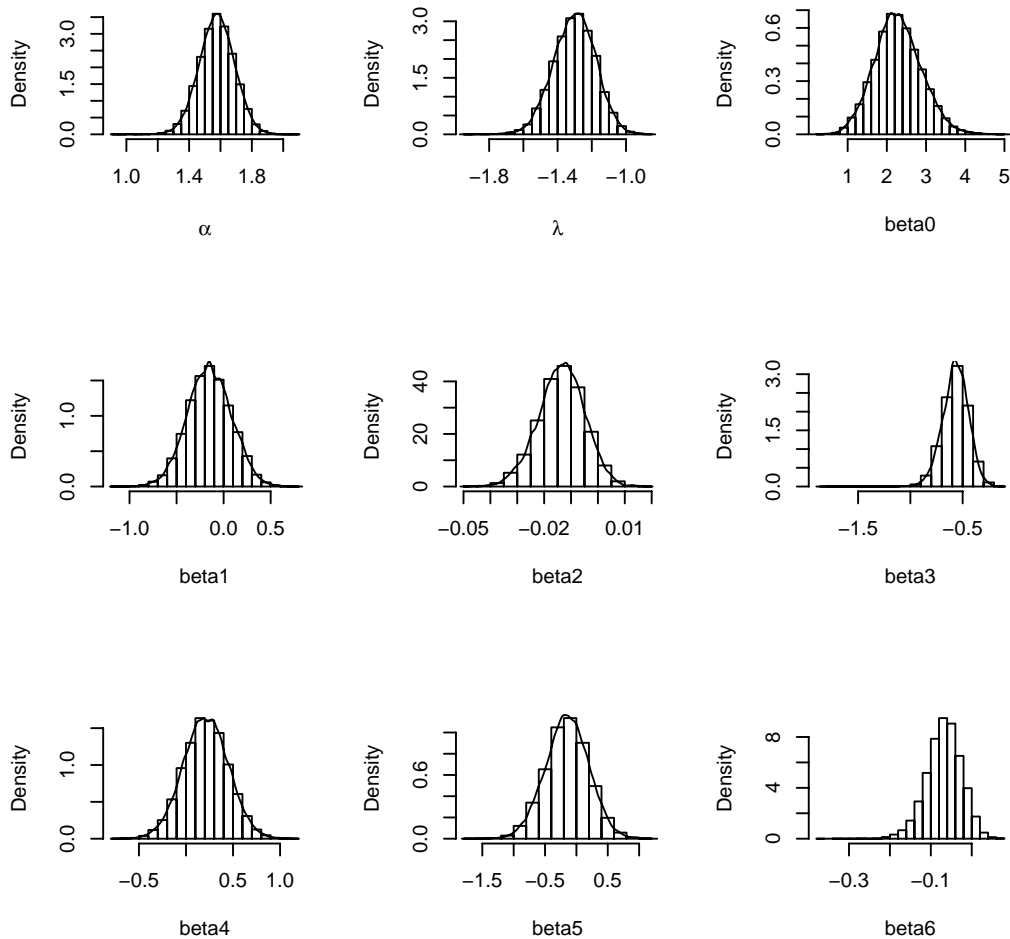 Density
0.0 1.5 3.0
1.0 1.4 1.8
α
Density
0.0 1.5 3.0
−1.8 −1.4 −1.0
λ
Density
0.0 0.3 0.6
1 2 3 4 5
beta0
Density
0.0 1.0
−1.0 0.0 0.5
beta1
Density
0 20 40
−0.05 −0.02 0.01
beta2
Density
0.0 1.5 3.0
−1.5 −0.5
beta3
Density
0.0 1.0
−0.5 0.5 1.0
beta4
Density
0.0 0.6
−1.5 −0.5 0.5
beta5
Density
0 4 8
−0.3 −0.1
beta6